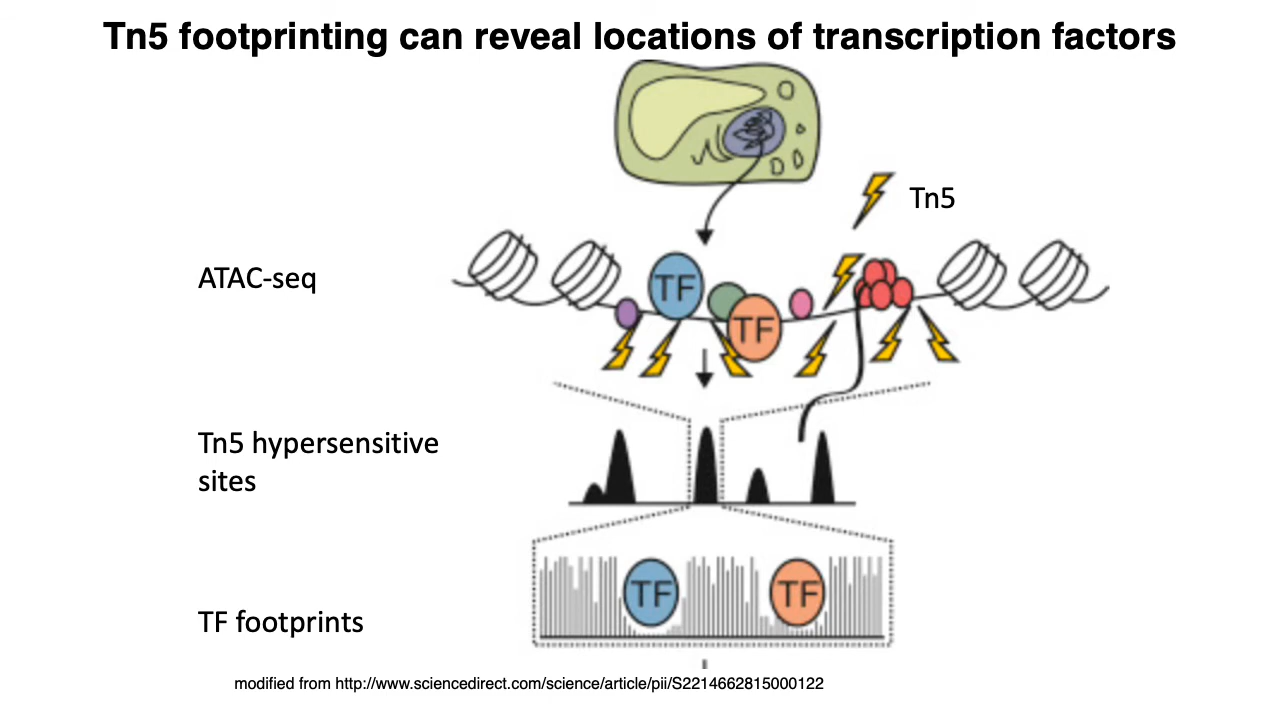 Tn5 footprinting can reveal locations of transcription factors
Tn5
ATAC-seq
TF
TF
Tn5 hypersensitive
sites
TF
TF
TF footprints
modified from http://www.sciencedirect.com/science/article/pii/S2214662815000122